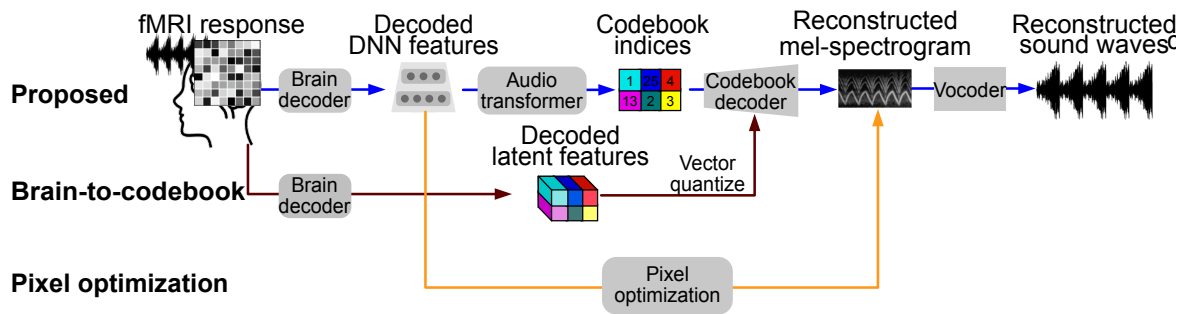 fMRI response
Decoded
DNN features
Codebook
indices
Reconstructed
mel-spectrogram
Reconstructed
sound waves
Proposed
Brain
decoder
Audio
transformer
1 25 4
13 2 3
Codebook
decoder
Vocoder
Decoded
latent features
Vector
quantize
Brain-to-codebook
Brain
decoder
Pixel optimization
Pixel
optimization